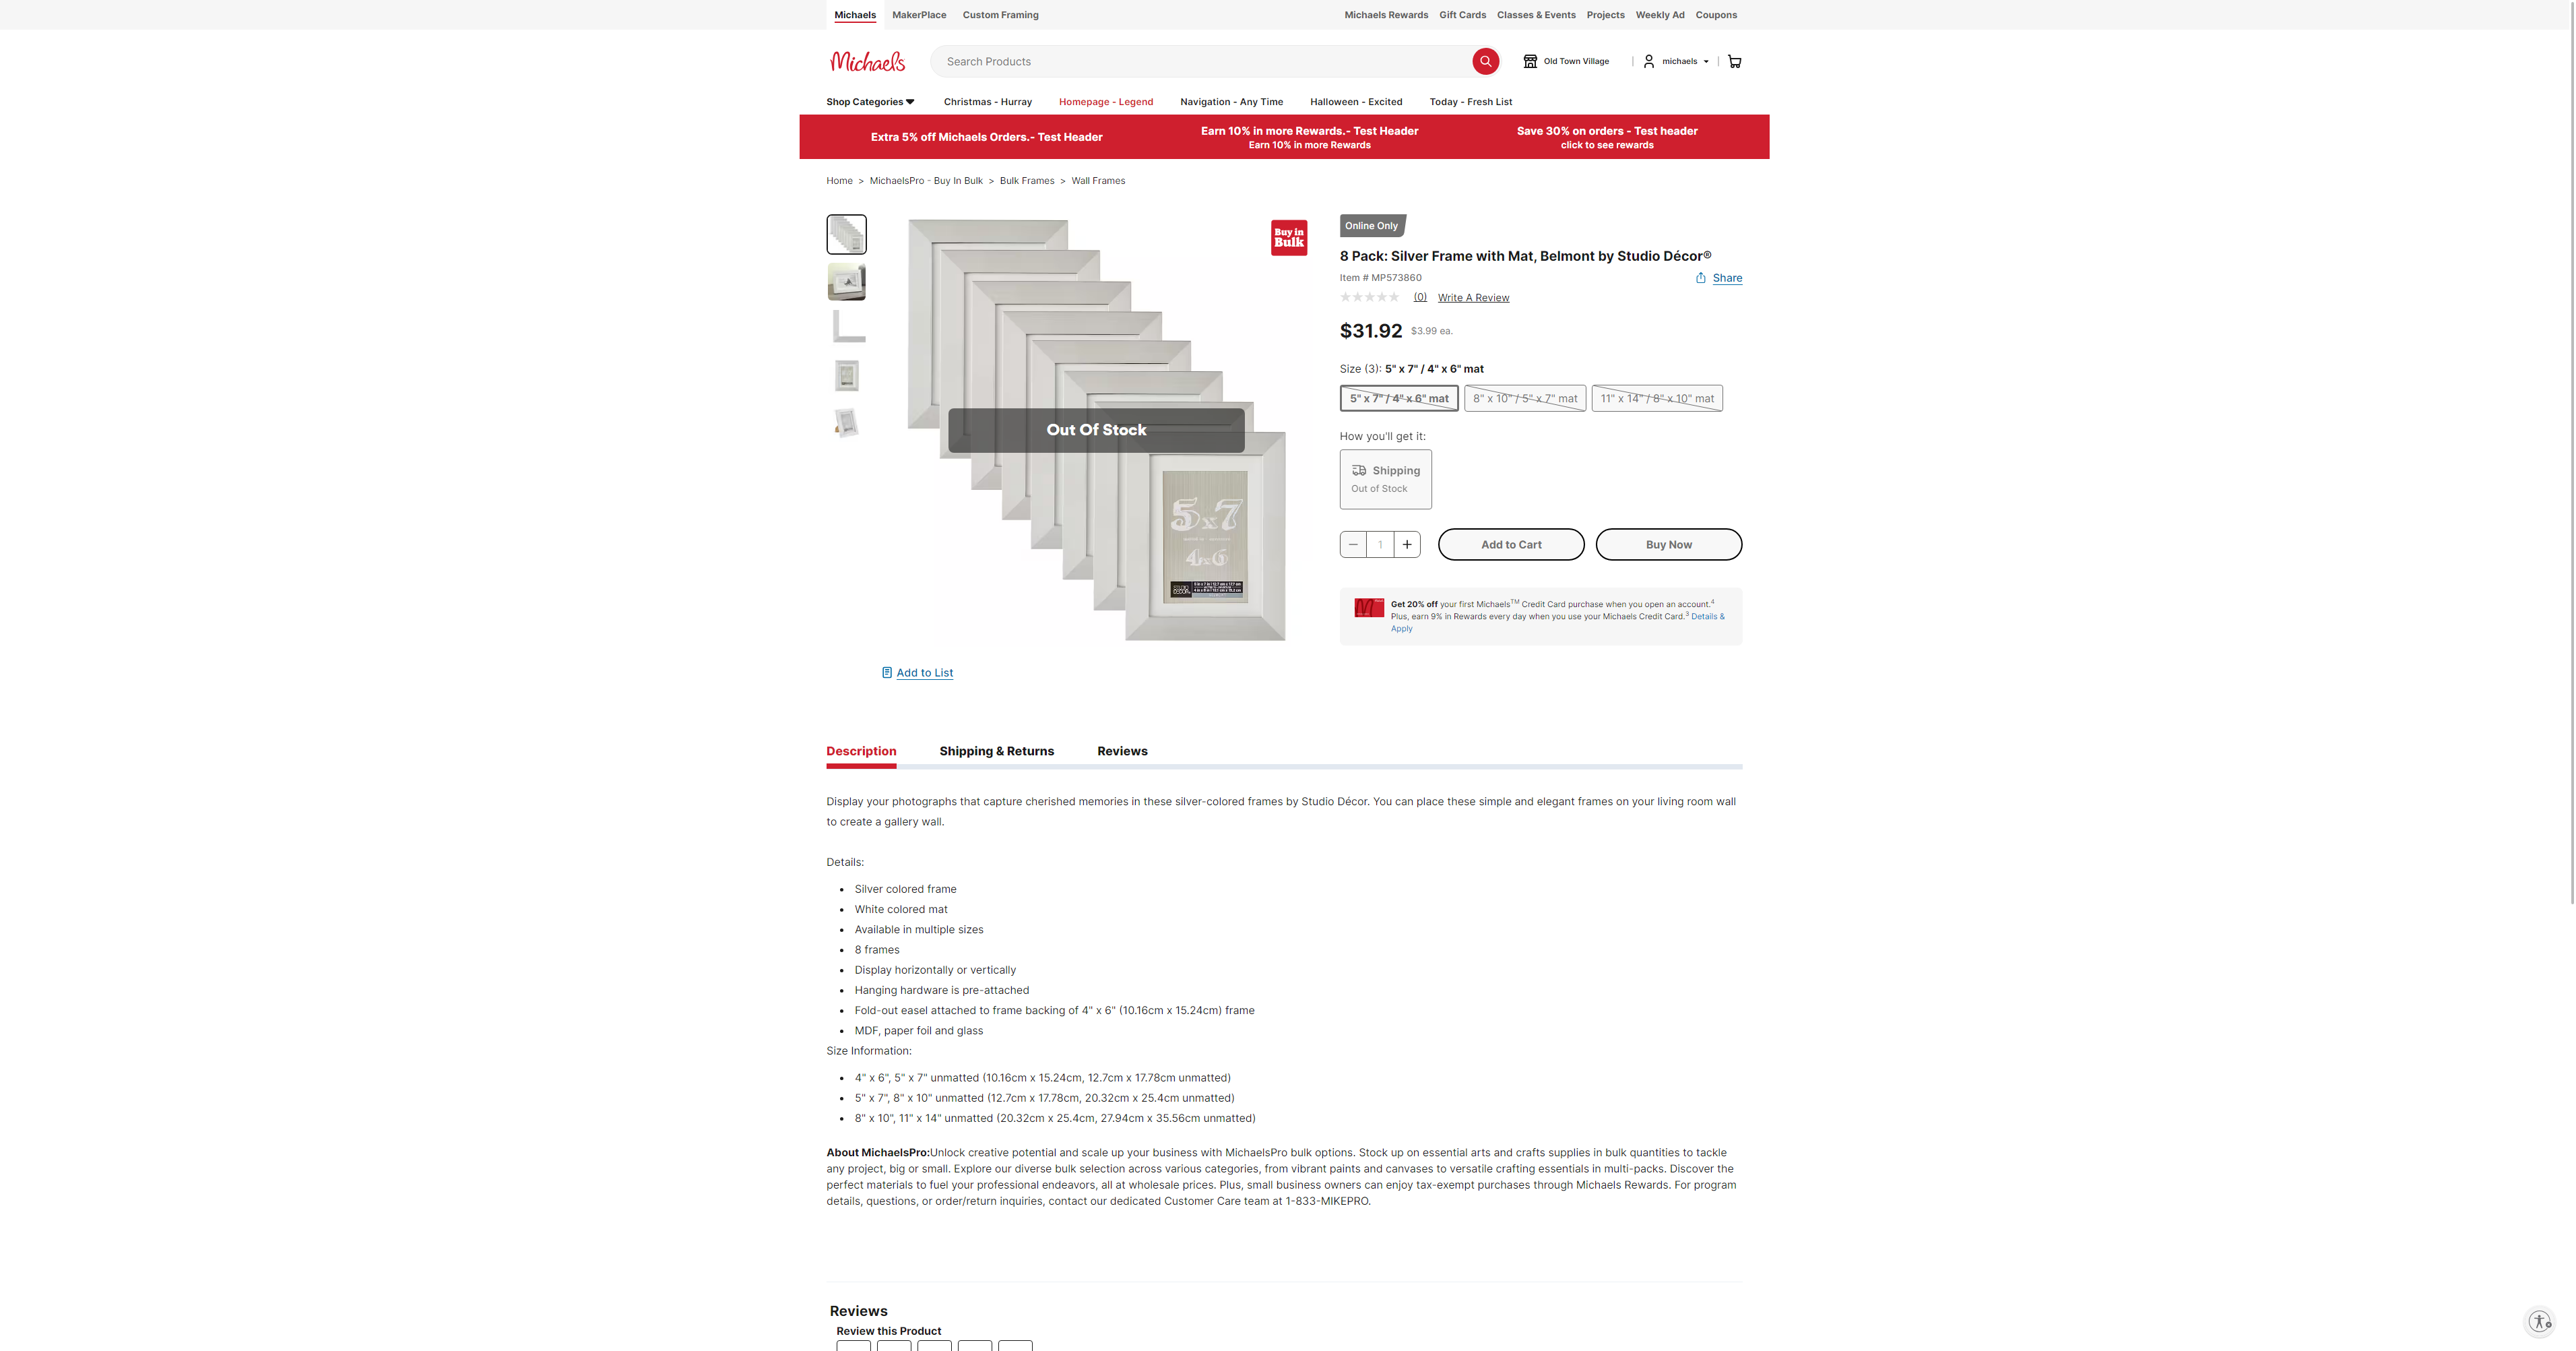 Michaels MakerPlace Custom Framing Michaels Rewards Gift Cards Classes & Events Projects Weekly Ad Coupons
Michaels Search Products Old Town Village | michaels |
Shop Categories Christmas - Hurray Homepage - Legend Navigation - Any Time Halloween - Excited Today - Fresh List
Extra 5% off Michaels Orders.- Test Header
Earn 10% in more Rewards.- Test Header
Earn 10% in more Rewards
Save 30% on orders - Test header
click to see rewards
Home > MichaelsPro - Buy In Bulk > Bulk Frames > Wall Frames
Buy in
Bulk
Out Of Stock
5x7
4x6
Add to List
Online Only
8 Pack: Silver Frame with Mat, Belmont by Studio Décor®
Item # MP573860 Share
(0) Write A Review
$31.92 $3.99 ea.
Size (3): 5" x 7" / 4" x 6" mat
5" x 7" / 4" x 6" mat 8" x 10" / 5" x 7" mat 11" x 14" / 8" x 10" mat
How you'll get it:
Shipping
Out of Stock
− 1 + Add to Cart Buy Now
Get 20% off your first Michaels™ Credit Card purchase when you open an account.⁴
Plus, earn 9% in Rewards every day when you use your Michaels Credit Card.³ Details &
Apply
Description Shipping & Returns Reviews
Display your photographs that capture cherished memories in these silver-colored frames by Studio Décor. You can place these simple and elegant frames on your living room wall
to create a gallery wall.
Details:
• Silver colored frame
• White colored mat
• Available in multiple sizes
• 8 frames
• Display horizontally or vertically
• Hanging hardware is pre-attached
• Fold-out easel attached to frame backing of 4" x 6" (10.16cm x 15.24cm) frame
• MDF, paper foil and glass
Size Information:
• 4" x 6", 5" x 7" unmatted (10.16cm x 15.24cm, 12.7cm x 17.78cm unmatted)
• 5" x 7", 8" x 10" unmatted (12.7cm x 17.78cm, 20.32cm x 25.4cm unmatted)
• 8" x 10", 11" x 14" unmatted (20.32cm x 25.4cm, 27.94cm x 35.56cm unmatted)
About MichaelsPro:Unlock creative potential and scale up your business with MichaelsPro bulk options. Stock up on essential arts and crafts supplies in bulk quantities to tackle
any project, big or small. Explore our diverse bulk selection across various categories, from vibrant paints and canvases to versatile crafting essentials in multi-packs. Discover the
perfect materials to fuel your professional endeavors, all at wholesale prices. Plus, small business owners can enjoy tax-exempt purchases through Michaels Rewards. For program
details, questions, or order/return inquiries, contact our dedicated Customer Care team at 1-833-MIKEPRO.
Reviews
Review this Product